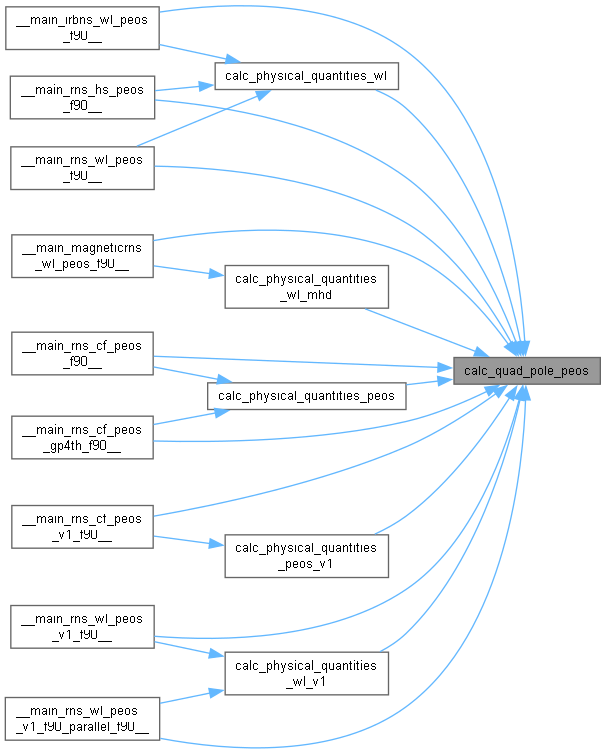 __main_irbns_wl_peos
_f90__
calc_physical_quantities_wl
__main_rns_hs_peos
_f90__
__main_rns_wl_peos
_f90__
__main_magneticrns
_wl_peos_f90__
calc_physical_quantities
_wl_mhd
__main_rns_cf_peos
_f90__
calc_quad_pole_peos
calc_physical_quantities_peos
__main_rns_cf_peos
_gp4th_f90__
__main_rns_cf_peos
_v1_f90__
calc_physical_quantities
_peos_v1
__main_rns_wl_peos
_v1_f90__
calc_physical_quantities
_wl_v1
__main_rns_wl_peos
_v1_f90_parallel_f90__